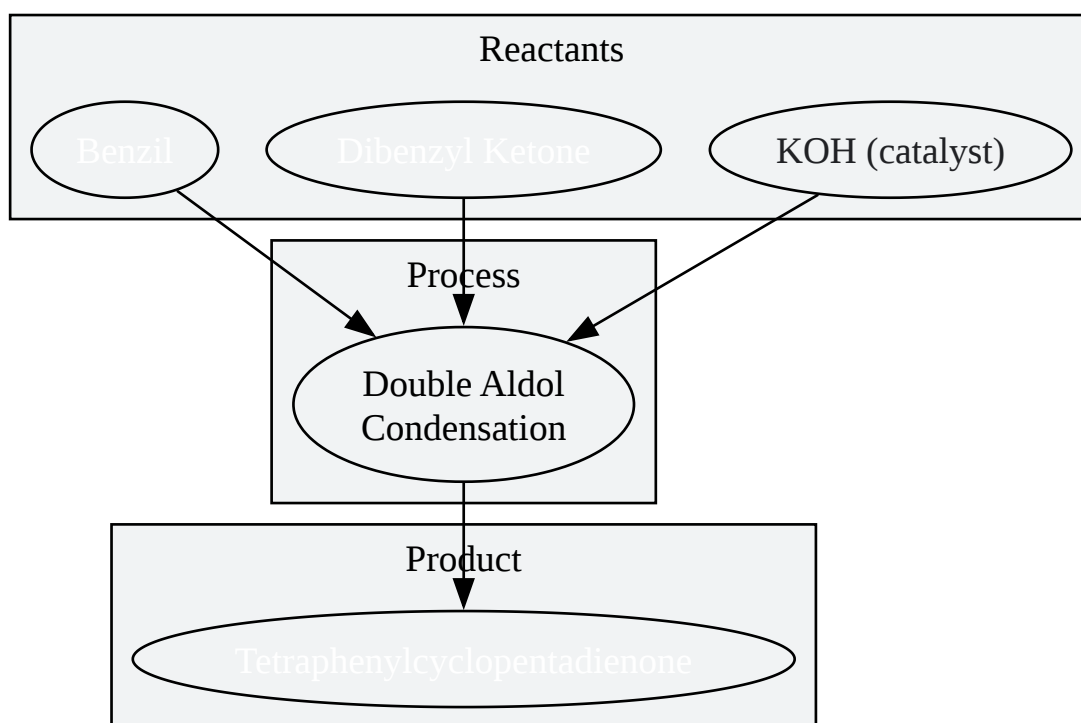 Reactants
Benzil
Dibenzyl Ketone
KOH (catalyst)
Process
Double Aldol
Condensation
Product
Tetraphenylcyclopentadienone